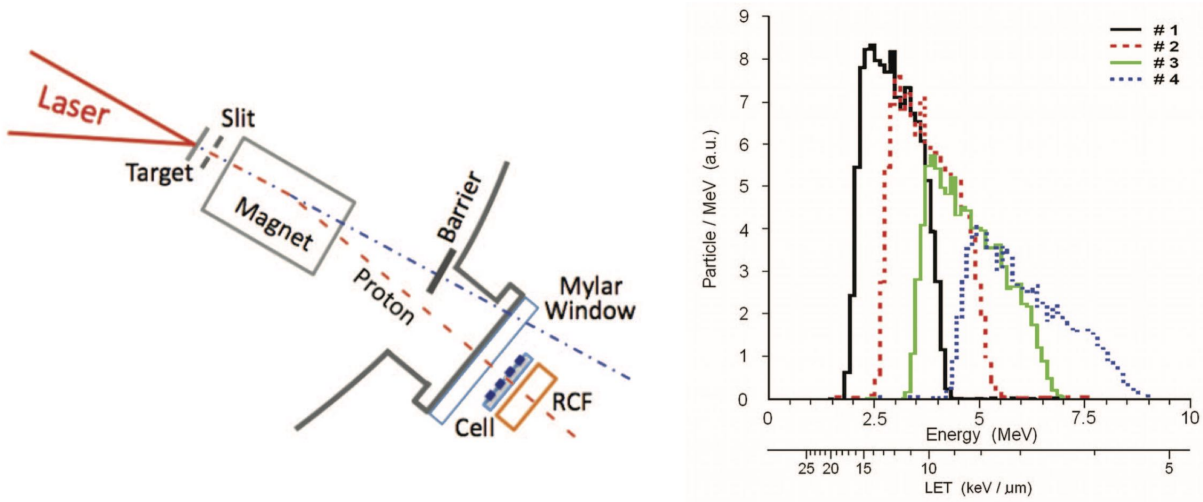 Laser
Slit
Target
Magnet
Barrier
Proton
Mylar
Window
RCF
Cell
Particle / MeV (a.u.)
9
8
7
6
5
4
3
2
1
0
# 1
# 2
# 3
# 4
0 2.5 5 7.5 10
Energy (MeV)
25 20 15 10 5
LET (keV / μm)